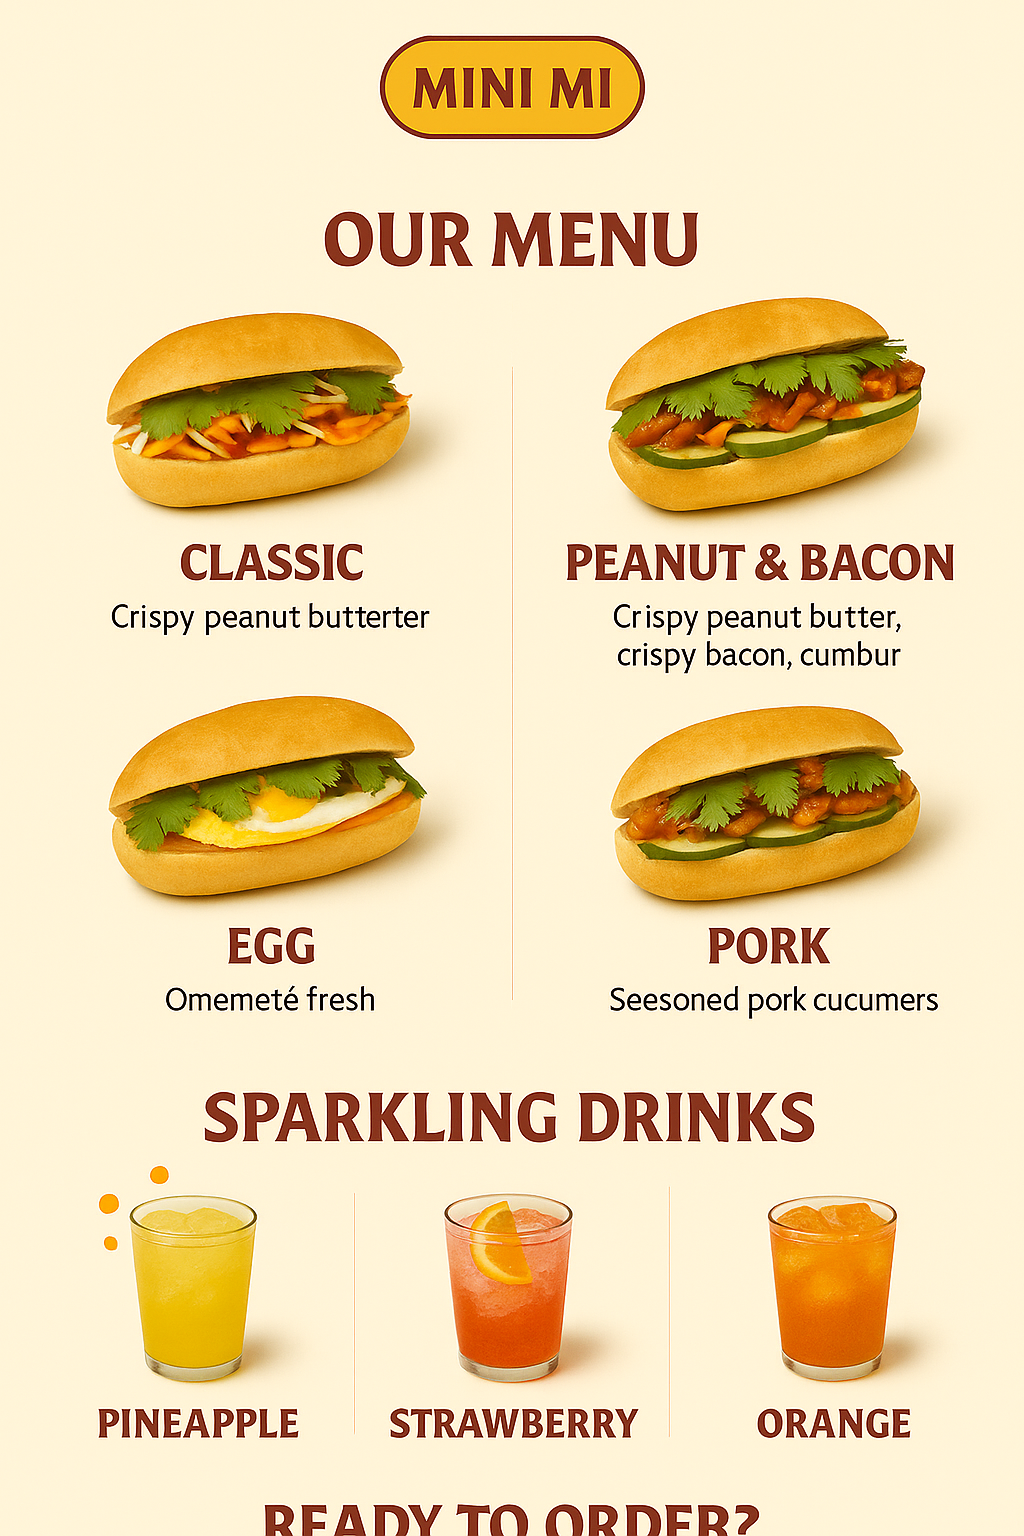 MINI MI
OUR MENU
CLASSIC
Crispy peanut butterter
PEANUT & BACON
Crispy peanut butter,
crispy bacon, cumbur
EGG
Omemeté fresh
PORK
Seesoned pork cucumers
SPARKLING DRINKS
PINEAPPLE
STRAWBERRY
ORANGE
READY TO ORDER?